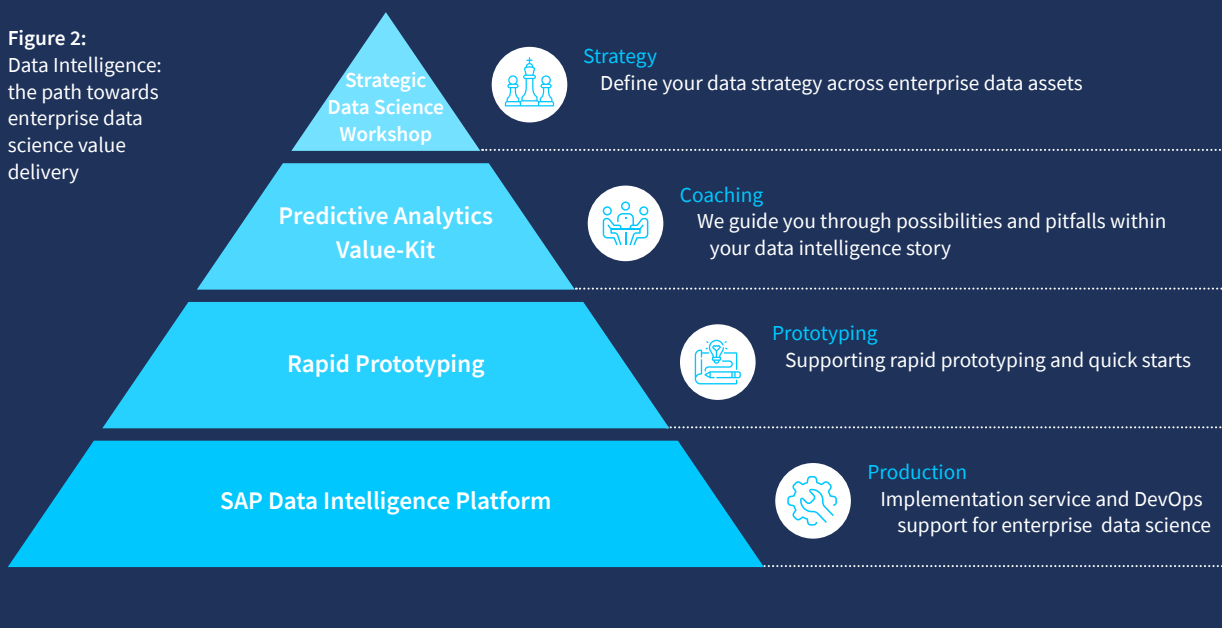 Figure 2:
Data Intelligence:
the path towards
enterprise data
science value
delivery
Strategic
Data Science
Workshop
Strategy
Define your data strategy across enterprise data assets
Predictive Analytics
Value-Kit
Coaching
We guide you through possibilities and pitfalls within
your data intelligence story
Rapid Prototyping
Prototyping
Supporting rapid prototyping and quick starts
SAP Data Intelligence Platform
Production
Implementation service and DevOps
support for enterprise data science